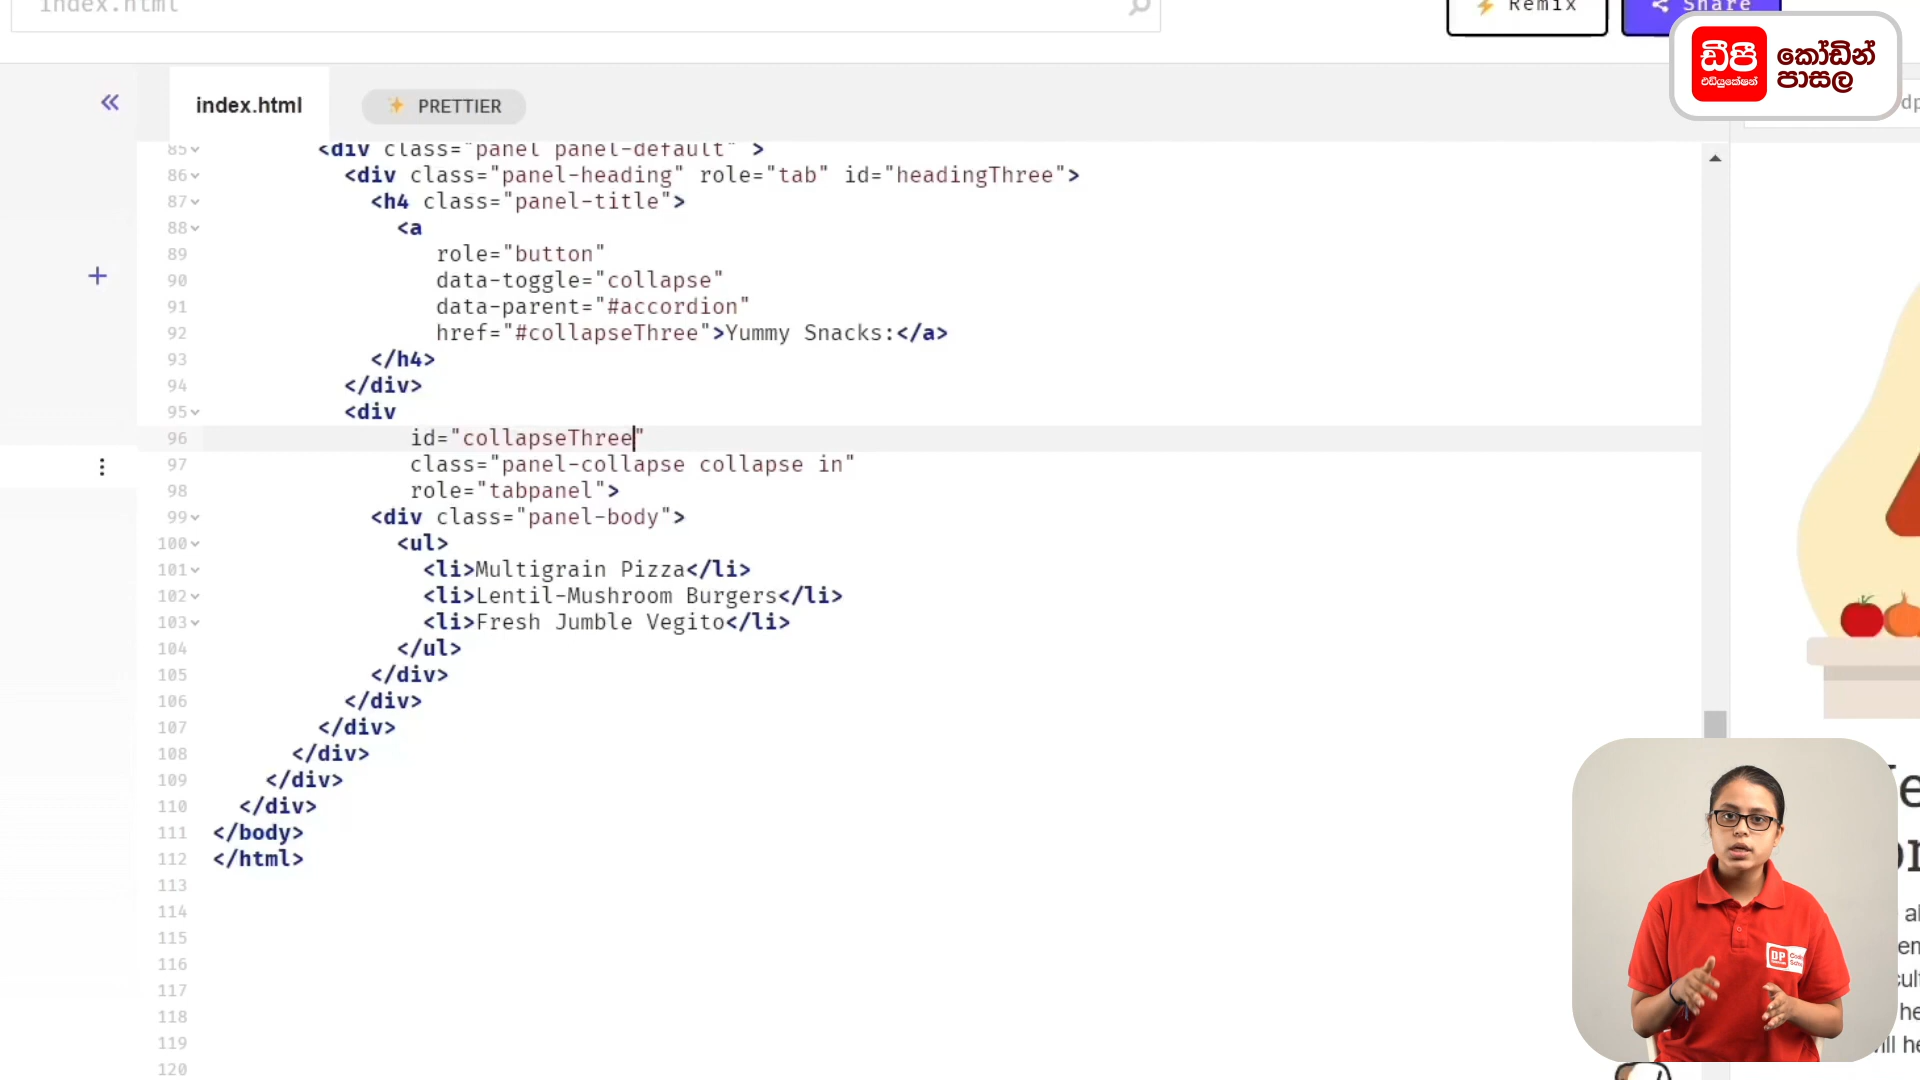 Index.html
Remix
Share
ඩීපී
එඩියුකේෂන්
කෝඩින්
පාසල
index.html
PRETTIER
85 <div class="panel panel-default" >
86 <div class="panel-heading" role="tab" id="headingThree">
87 <h4 class="panel-title">
88 <a
89 role="button"
90 data-toggle="collapse"
91 data-parent="#accordion"
92 href="#collapseThree">Yummy Snacks:</a>
93 </h4>
94 </div>
95 <div
96 id="collapseThree"
97 class="panel-collapse collapse in"
98 role="tabpanel">
99 <div class="panel-body">
100 <ul>
101 <li>Multigrain Pizza</li>
102 <li>Lentil-Mushroom Burgers</li>
103 <li>Fresh Jumble Vegito</li>
104 </ul>
105 </div>
106 </div>
107 </div>
108 </div>
109 </div>
110 </div>
111 </body>
112 </html>
113
114
115
116
117
118
119
120
DP